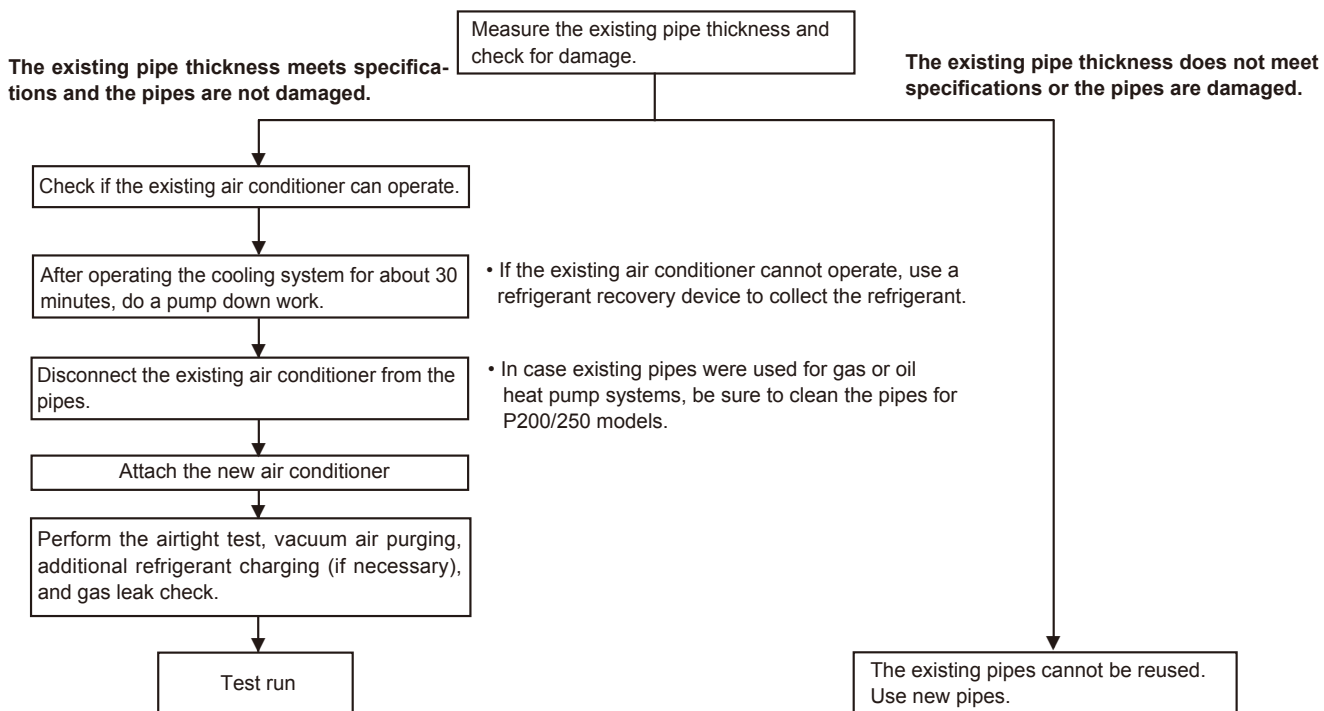 Measure the existing pipe thickness and
check for damage.
The existing pipe thickness meets specifica-
tions and the pipes are not damaged.
The existing pipe thickness does not meet
specifications or the pipes are damaged.
Check if the existing air conditioner can operate.
After operating the cooling system for about 30
minutes, do a pump down work.
• If the existing air conditioner cannot operate, use a
refrigerant recovery device to collect the refrigerant.
Disconnect the existing air conditioner from the
pipes.
• In case existing pipes were used for gas or oil
heat pump systems, be sure to clean the pipes for
P200/250 models.
Attach the new air conditioner
Perform the airtight test, vacuum air purging,
additional refrigerant charging (if necessary),
and gas leak check.
Test run
The existing pipes cannot be reused.
Use new pipes.